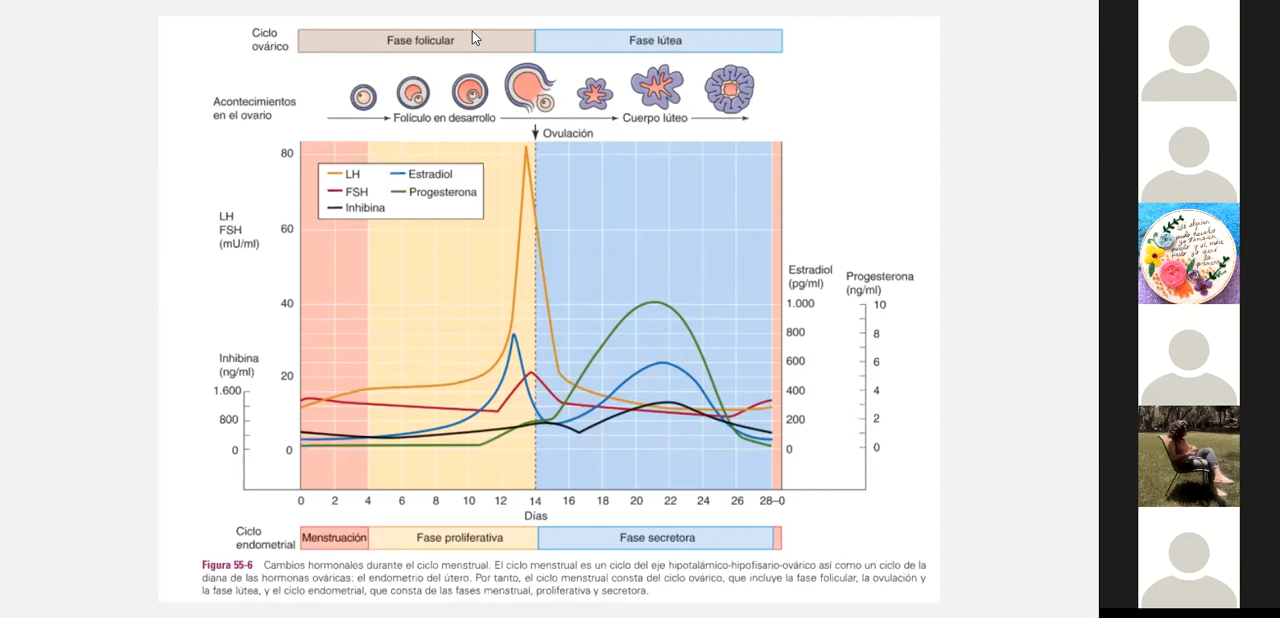 Ciclo
ovárico
Fase folicular
Fase lútea
Acontecimientos
en el ovario
Folículo en desarrollo
Cuerpo lúteo
Ovulación
LH
Estradiol
FSH
Progesterona
Inhibina
LH
FSH
(mU/ml)
80
60
40
20
0
Inhibina
(ng/ml)
1.600
800
0
Estradiol
(pg/ml)
1.000
800
600
400
200
0
Progesterona
(ng/ml)
10
8
6
4
2
0
0 2 4 6 8 10 12 14 16 18 20 22 24 26 28–0
Días
Ciclo
endometrial
Menstruación
Fase proliferativa
Fase secretora
Figura 55-6 Cambios hormonales durante el ciclo menstrual. El ciclo menstrual es un ciclo del eje hipotalámico-hipofisario-ovárico así como un ciclo de la
diana de las hormonas ováricas: el endometrio del útero. Por tanto, el ciclo menstrual consta del ciclo ovárico, que incluye la fase folicular, la ovulación y
la fase lútea, y el ciclo endometrial, que consta de las fases menstrual, proliferativa y secretora.